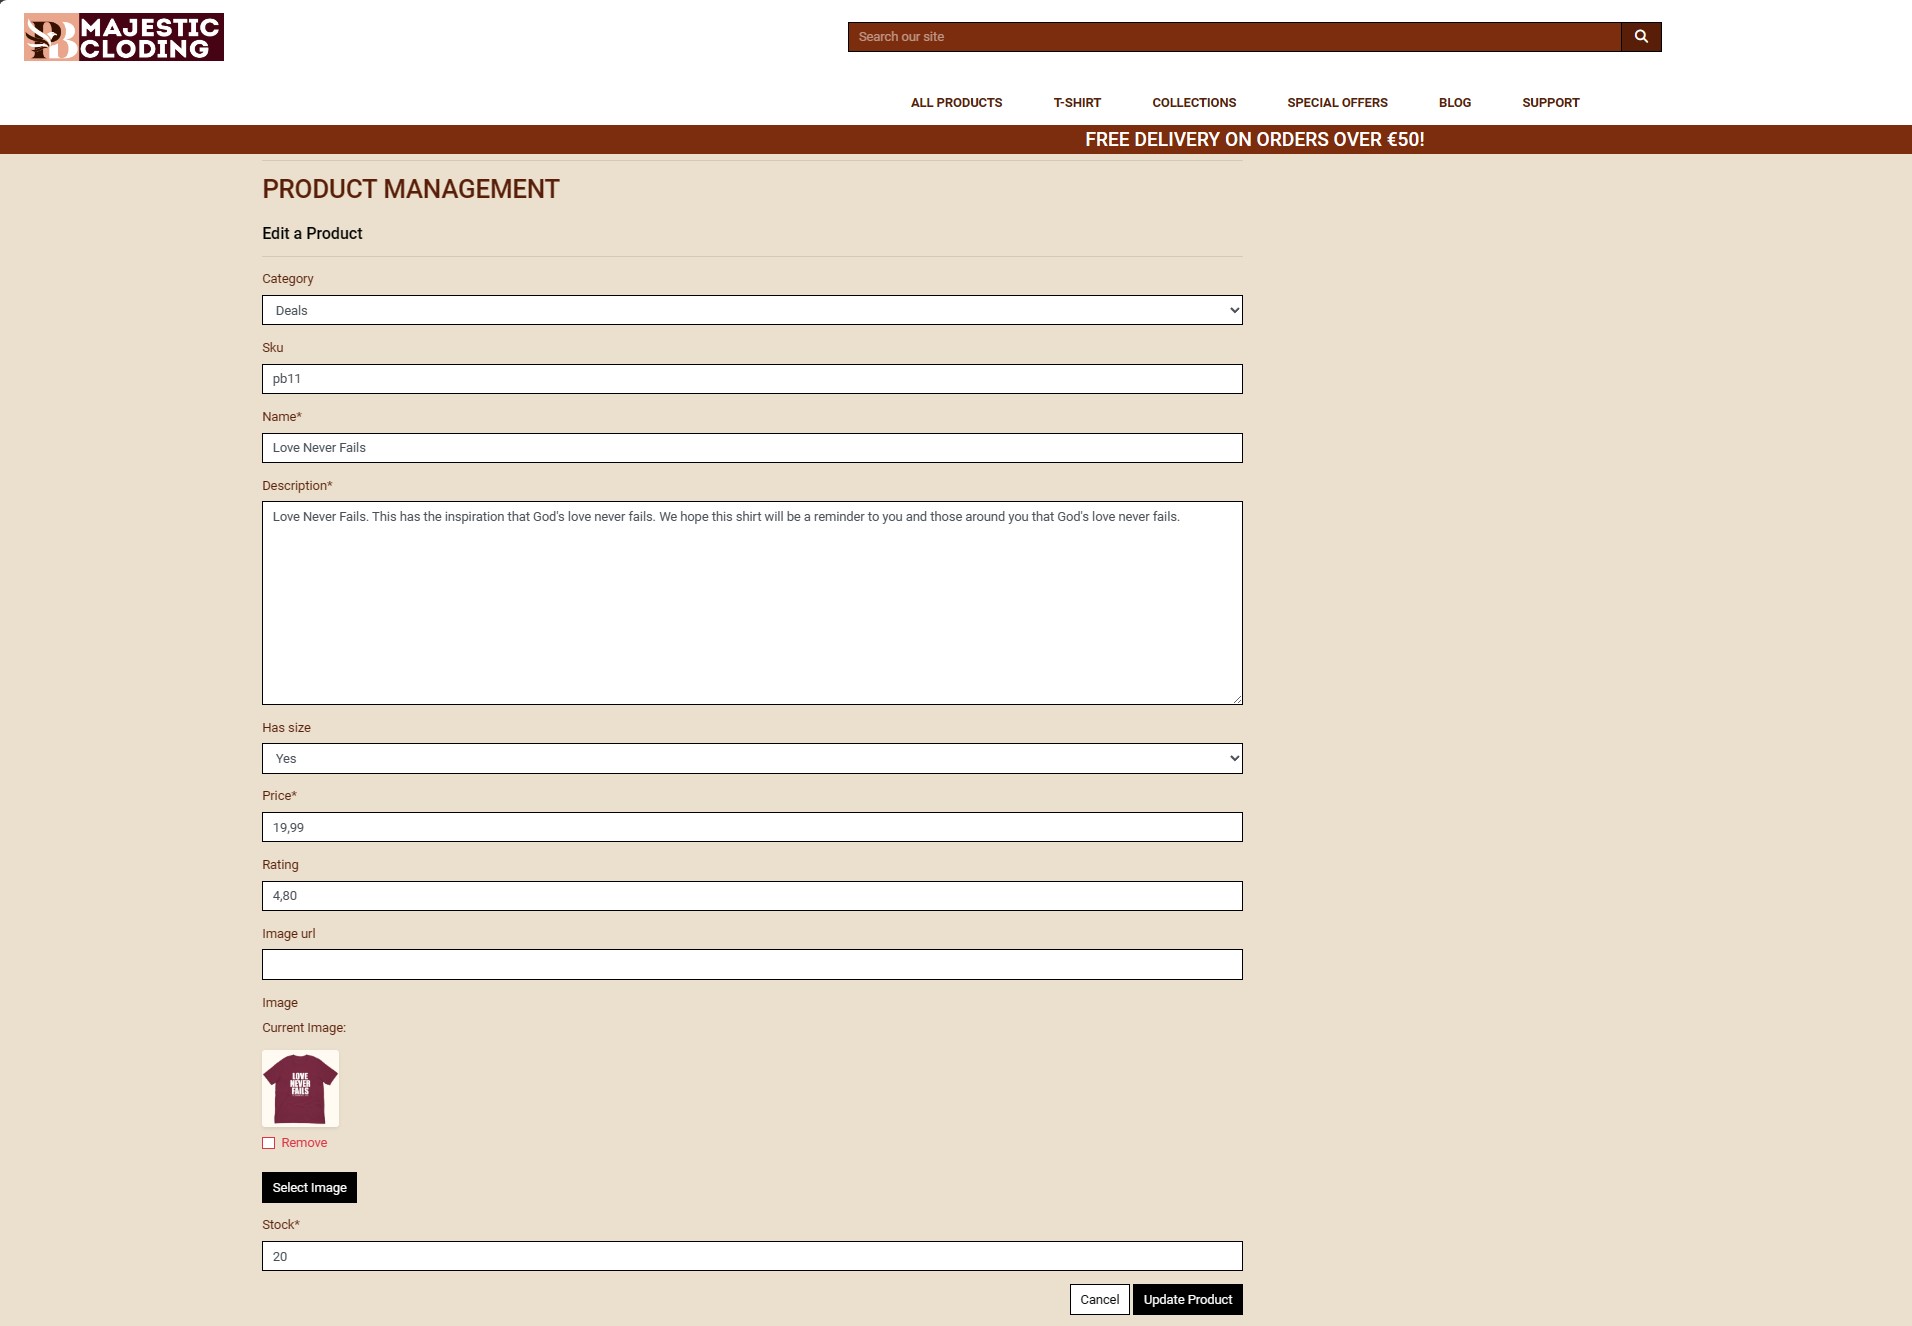 MAJESTIC
CLODING
Search our site
ALL PRODUCTS T-SHIRT COLLECTIONS SPECIAL OFFERS BLOG SUPPORT
FREE DELIVERY ON ORDERS OVER €50!
PRODUCT MANAGEMENT
Edit a Product
Category
Deals
Sku
pb11
Name*
Love Never Fails
Description*
Love Never Fails. This has the inspiration that God's love never fails. We hope this shirt will be a reminder to you and those around you that God's love never fails.
Has size
Yes
Price*
19,99
Rating
4,80
Image url
Image
Current Image:
LOVE
NEVER
FAILS
Remove
Select Image
Stock*
20
Cancel Update Product